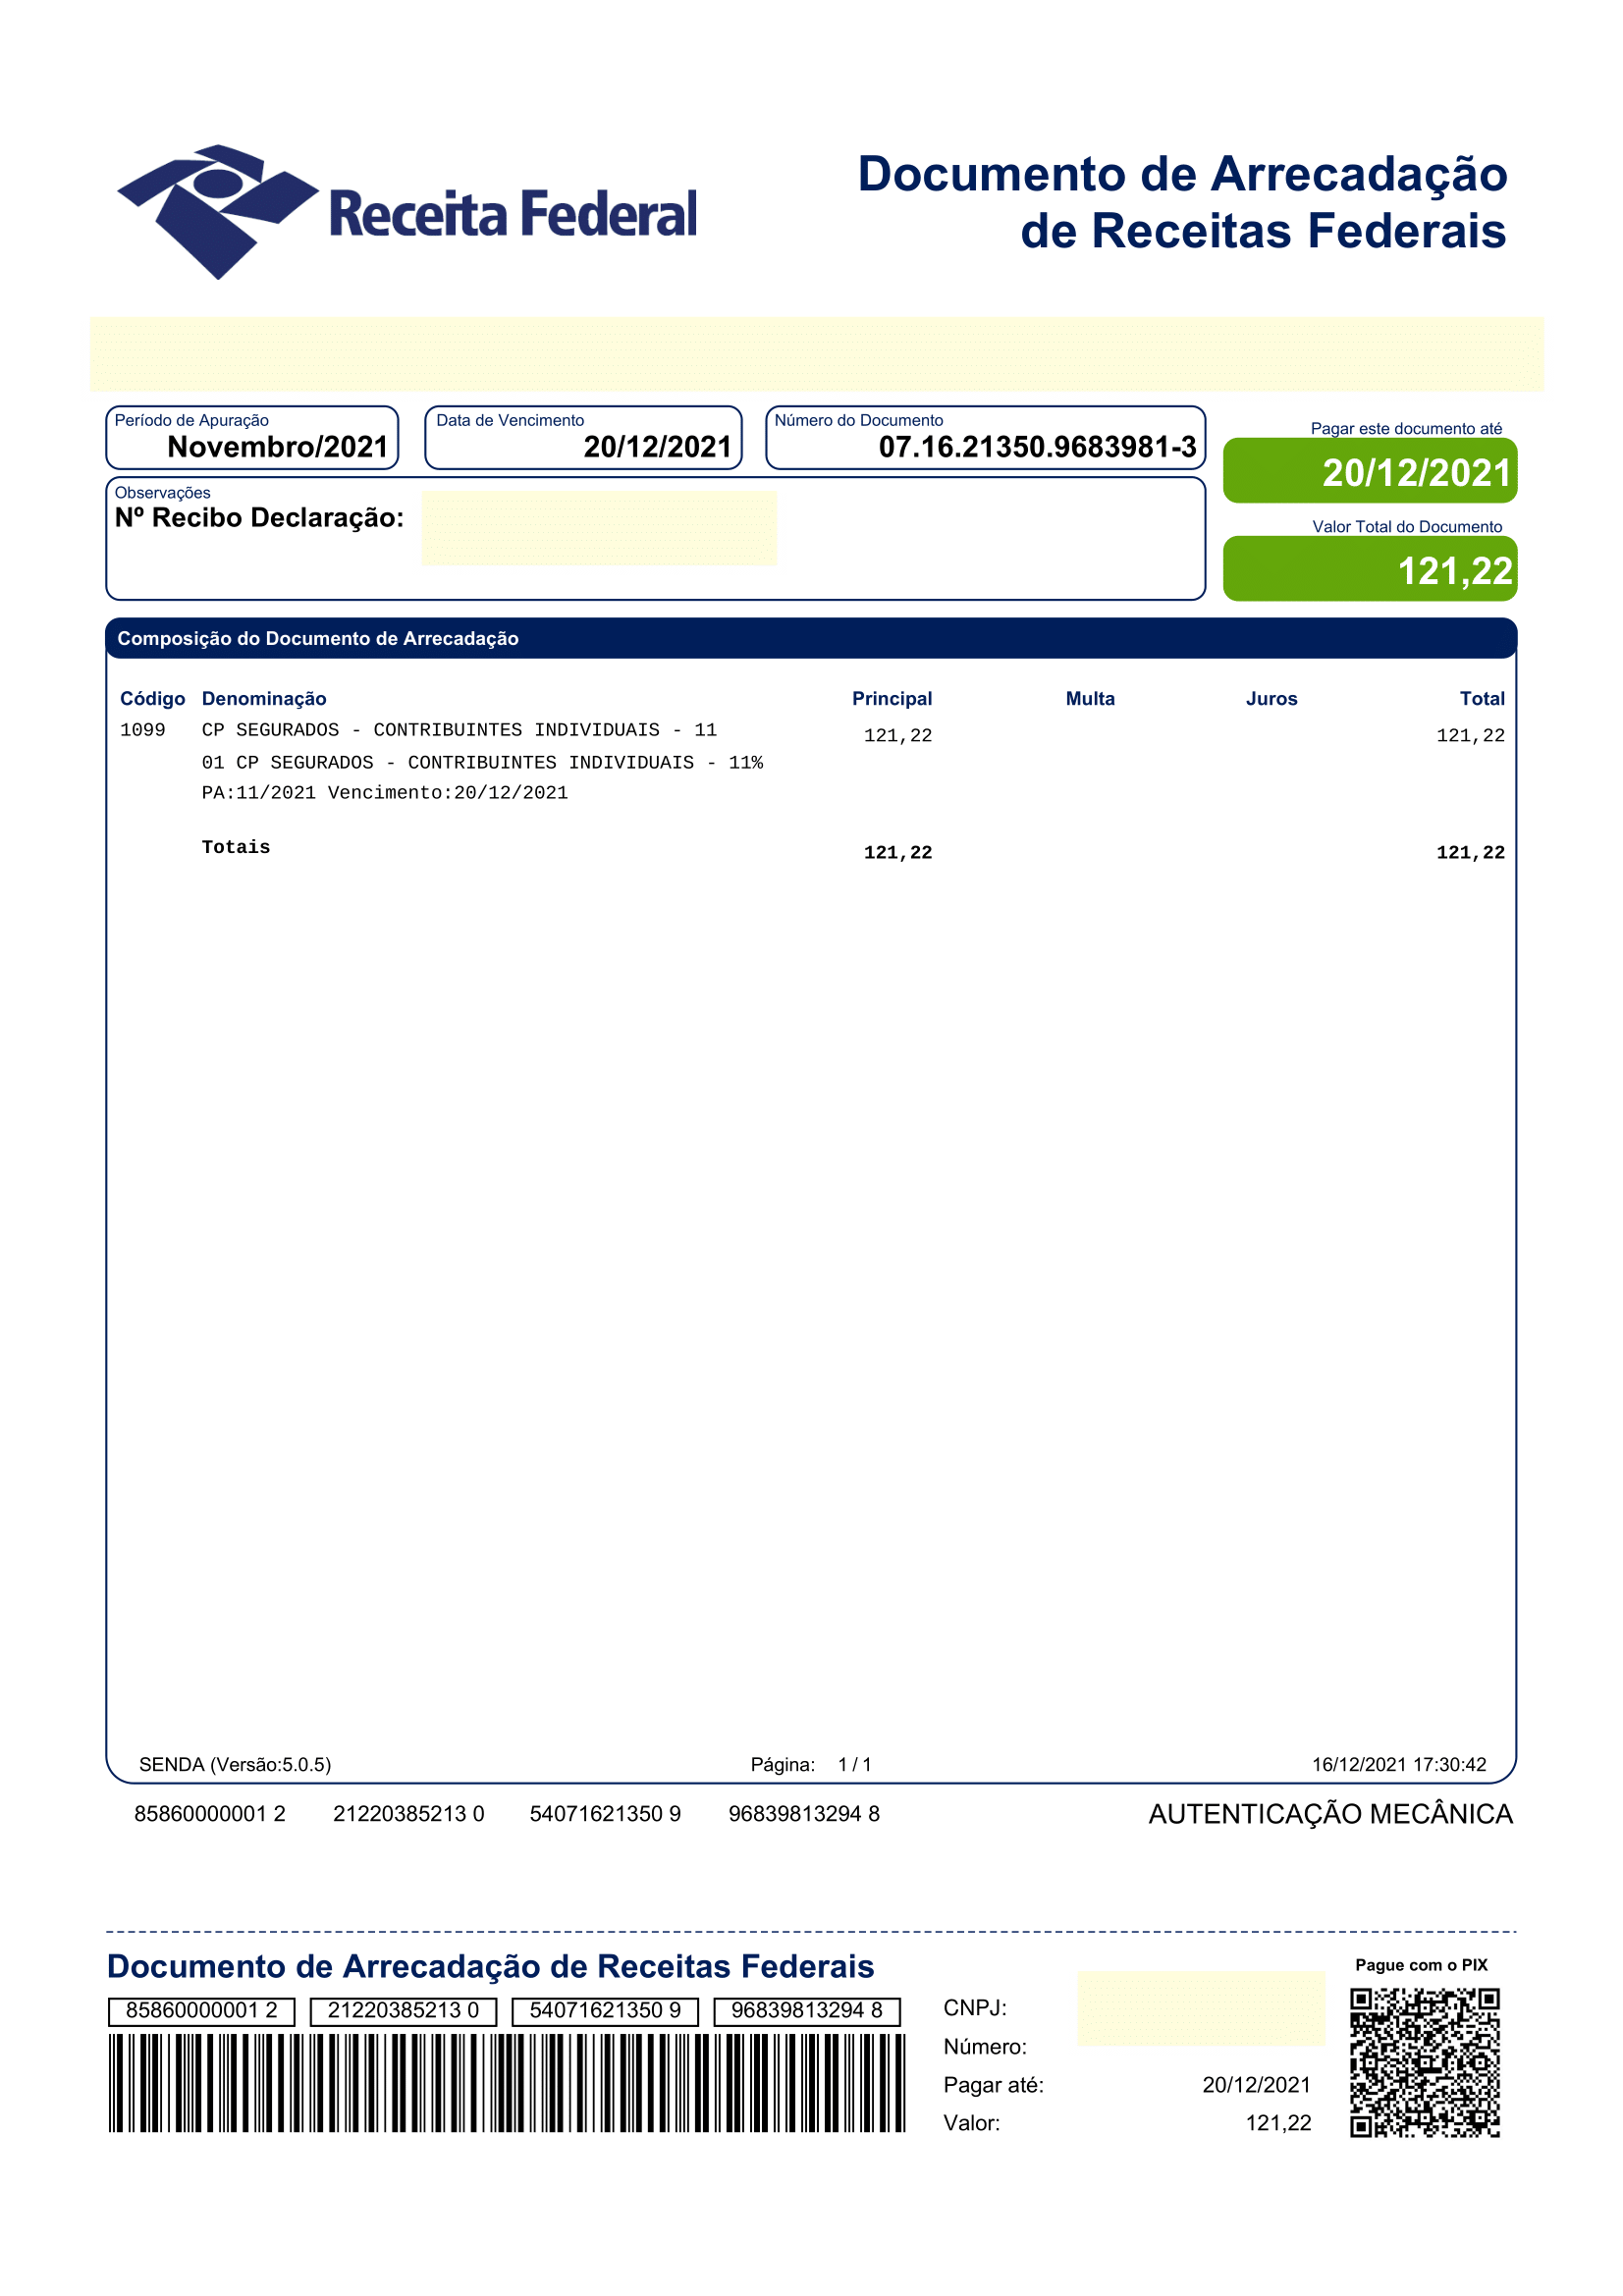 Receita Federal
Documento de Arrecadação
de Receitas Federais
Período de Apuração
Novembro/2021
Data de Vencimento
20/12/2021
Número do Documento
07.16.21350.9683981-3
Pagar este documento até
20/12/2021
Observações
Nº Recibo Declaração:
Valor Total do Documento
121,22
Composição do Documento de Arrecadação
Código Denominação Principal Multa Juros Total
1099 CP SEGURADOS - CONTRIBUINTES INDIVIDUAIS - 11 121,22 121,22
01 CP SEGURADOS - CONTRIBUINTES INDIVIDUAIS - 11%
PA:11/2021 Vencimento:20/12/2021
Totais 121,22 121,22
SENDA (Versão:5.0.5) Página: 1 / 1 16/12/2021 17:30:42
85860000001 2 21220385213 0 54071621350 9 96839813294 8 AUTENTICAÇÃO MECÂNICA
Documento de Arrecadação de Receitas Federais
85860000001 2 21220385213 0 54071621350 9 96839813294 8
CNPJ:
Número:
Pagar até: 20/12/2021
Valor: 121,22
Pague com o PIX